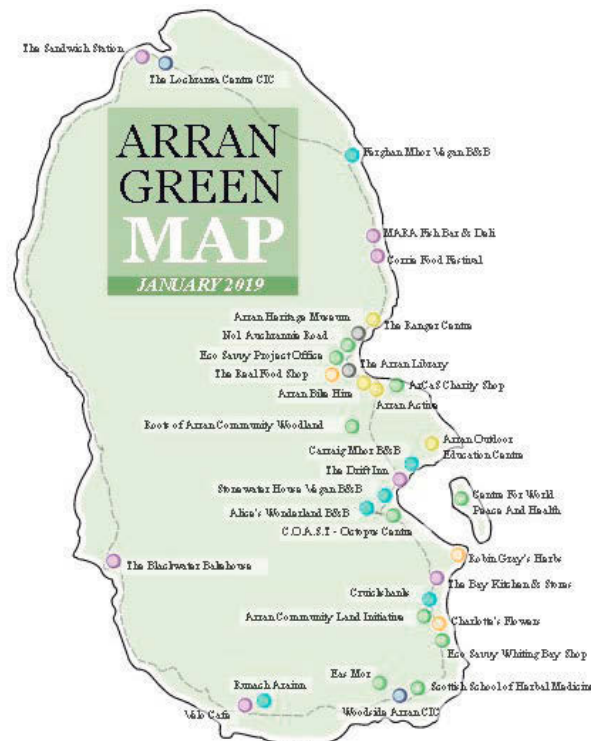 The Sandwich Station
The Lochranza Centre CIC
ARRAN
GREEN
MAP
JANUARY 2019
Ferghan Mhor Vegan B&B
MARA Fish Bar & Deli
Corrie Food Festival
Arran Heritage Museum
The Ranger Centre
No1 Auchrannie Road
Eco Savvy Project Office
The Arran Library
The Real Food Shop
ArCaS Charity Shop
Arran Bike Hire
Arran Active
Roots of Arran Community Woodland
Arran Outdoor
Education Centre
Carraig Mhor B&B
The Drift Inn
Stonewater House Vegan B&B
Centre For World
Peace And Health
Alice's Wonderland B&B
C.O.A.S.T - Octopus Centre
Robin Gray's Herbs
The Blackwater Bakehouse
The Bay Kitchen & Stores
Cruickshanks
Arran Community Land Initiative
Charlotte's Flowers
Eco Savvy Whiting Bay Shop
Eas Mor
Scottish School of Herbal Medicine
Runach Arainn
Velo Cafe
Woodside Arran CIC